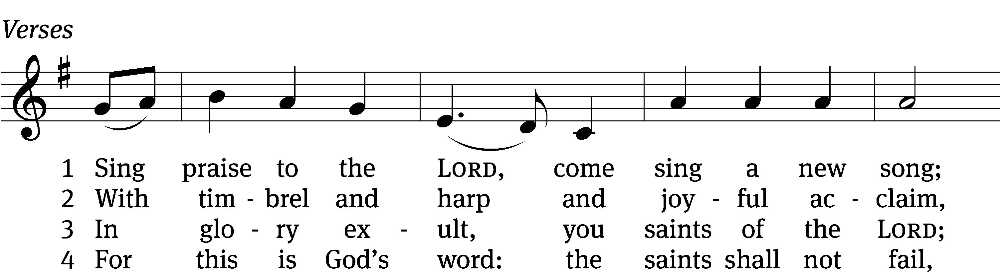 Verses
1 Sing praise to the LORD, come sing a new song;
2 With tim - brel and harp and joy - ful ac - claim,
3 In glo - ry ex - ult, you saints of the LORD;
4 For this is God’s word: the saints shall not fail,